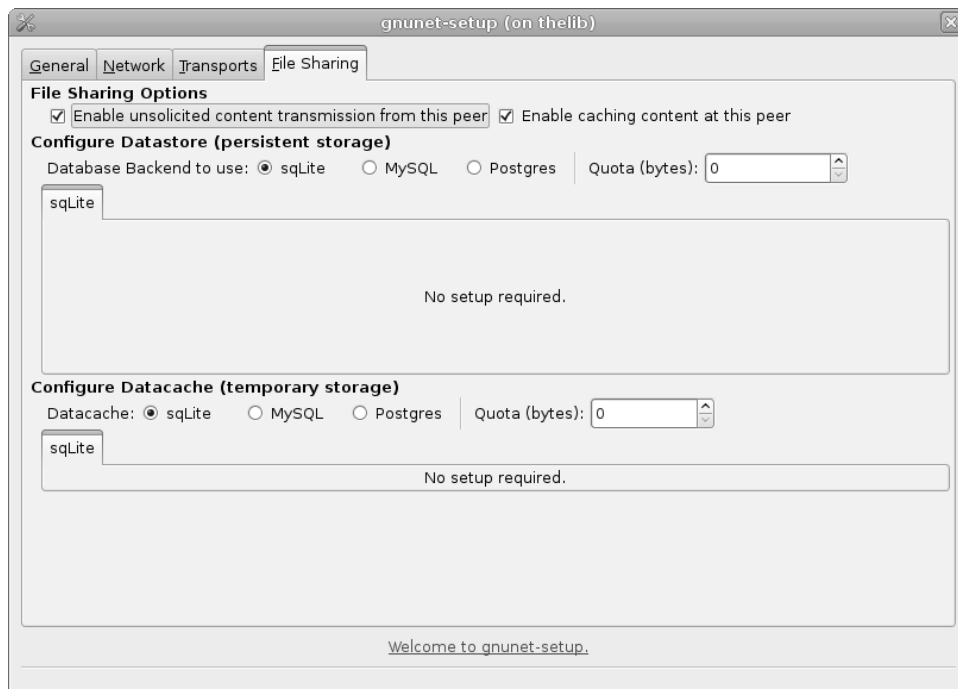 gnunet-setup (on thelib)
General Network Transports File Sharing
File Sharing Options
Enable unsolicited content transmission from this peer Enable caching content at this peer
Configure Datastore (persistent storage)
Database Backend to use: sqLite MySQL Postgres Quota (bytes): 0
sqLite
No setup required.
Configure Datacache (temporary storage)
Datacache: sqLite MySQL Postgres Quota (bytes): 0
sqLite
No setup required.
Welcome to gnunet-setup.